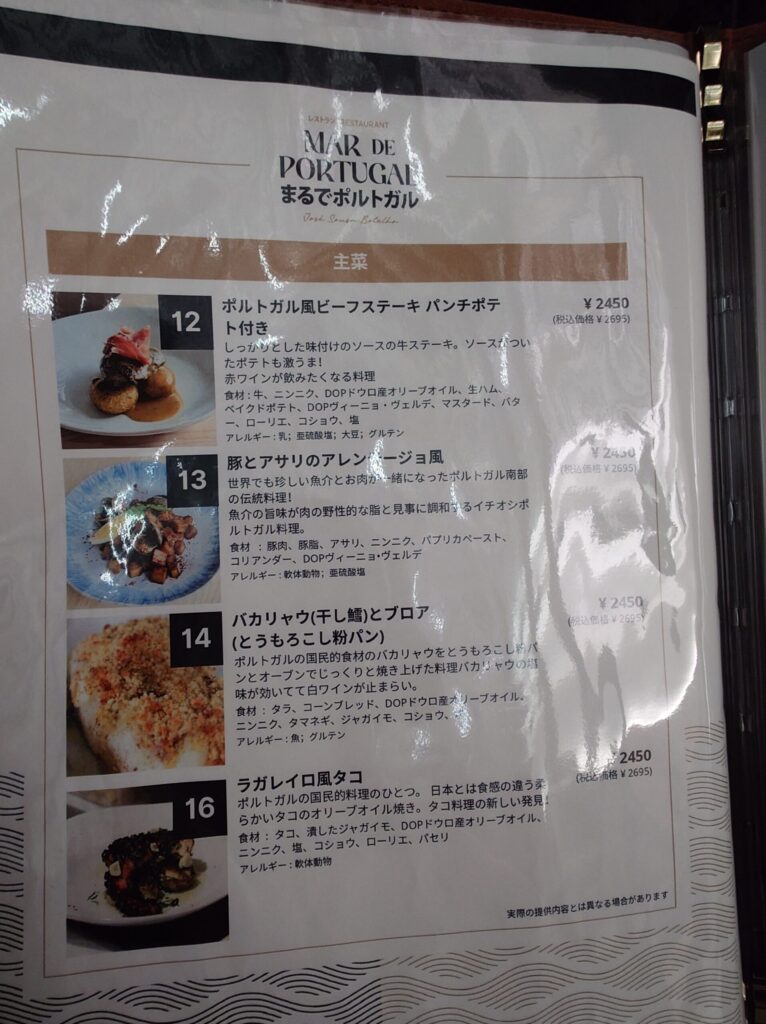 レストラン RESTAURANT
MAR DE
PORTUGAL
まるでポルトガル
José Sousa Botelho
主菜
12
ポルトガル風ビーフステーキ パンチポテ
ト付き
¥ 2450
(税込価格 ¥ 2695)
しっかりとした味付けのソースの牛ステーキ。ソースがつい
たポテトも激うま!
赤ワインが飲みたくなる料理
食材 : 牛、ニンニク、DOPドウロ産オリーブオイル、生ハム、
ベイクドポテト、DOPヴィーニョ・ヴェルデ、マスタード、バタ
ー、ローリエ、コショウ、塩
アレルギー : 乳; 亜硫酸塩; 大豆; グルテン
13
豚とアサリのアレンテージョ風
¥ 2450
(税込価格 ¥ 2695)
世界でも珍しい魚介とお肉が一緒になったポルトガル南部
の伝統料理!
魚介の旨味が肉の野性的な脂と見事に調和するイチオシポ
ルトガル料理。
食材 : 豚肉、豚脂、アサリ、ニンニク、パプリカペースト、
コリアンダー、DOPヴィーニョ・ヴェルデ
アレルギー : 軟体動物; 亜硫酸塩
14
バカリャウ(干し鱈)とブロア
(とうもろこし粉パン)
¥ 2450
(税込価格 ¥ 2695)
ポルトガルの国民的食材のバカリャウをとうもろこし粉パ
ンとオーブンでじっくりと焼き上げた料理バカリャウの塩
味が効いてて白ワインが止まらい。
食材 : タラ、コーンブレッド、DOPドウロ産オリーブオイル、
ニンニク、タマネギ、ジャガイモ、コショウ、
アレルギー : 魚; グルテン
16
ラガレイロ風タコ
¥ 2450
(税込価格 ¥ 2695)
ポルトガルの国民的料理のひとつ。 日本とは食感の違う柔
らかいタコのオリーブオイル焼き。タコ料理の新しい発見!
食材 : タコ、潰したジャガイモ、DOPドウロ産オリーブオイル、
ニンニク、塩、コショウ、ローリエ、パセリ
アレルギー : 軟体動物
実際の提供内容とは異なる場合があります